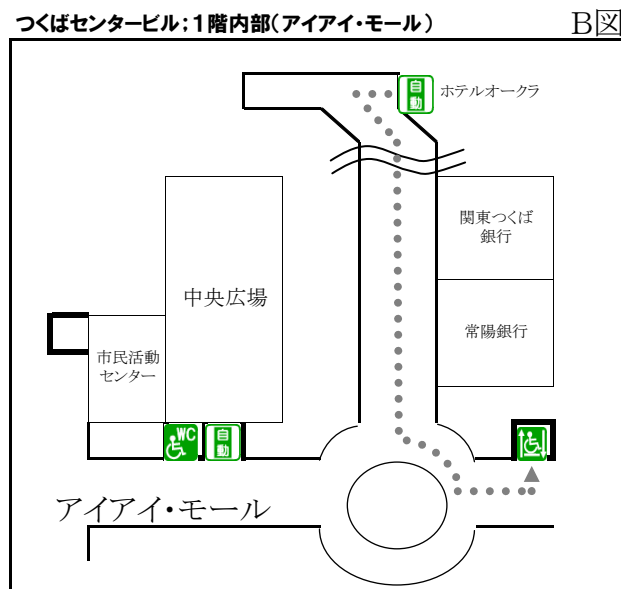 つくばセンタービル;1階内部(アイアイ・モール)
B図
自動
ホテルオークラ
関東つくば
銀行
中央広場
常陽銀行
市民活動
センター
WC
自動
アイアイ・モール